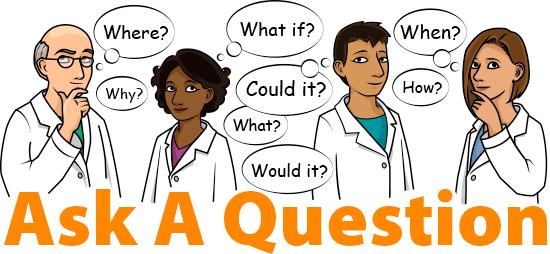 Where?
Why?
What if?
Could it?
What?
Would it?
When?
How?
Ask A Question